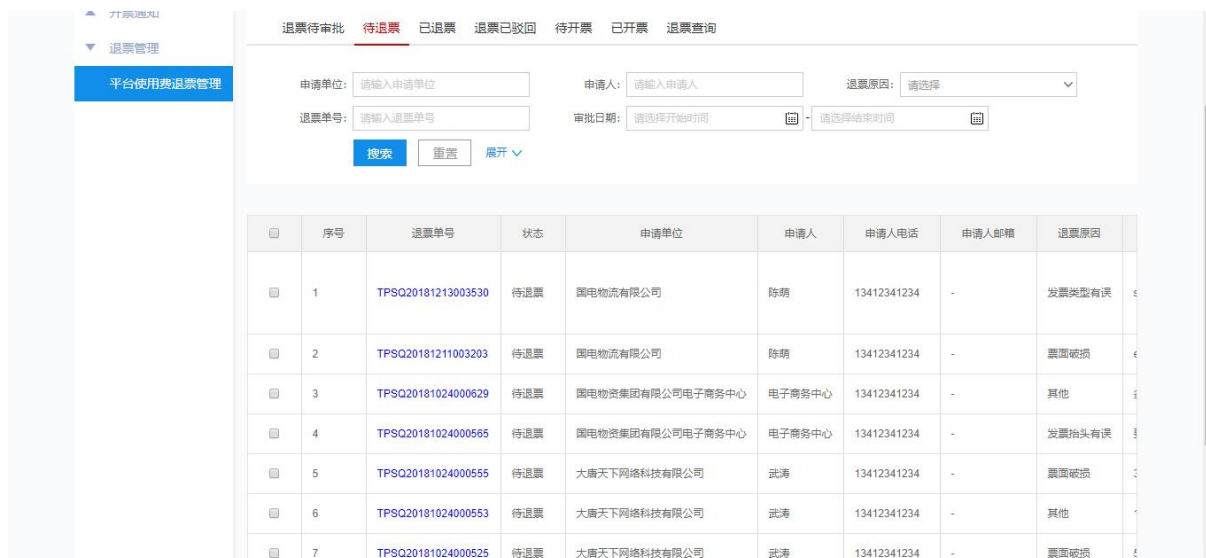 开票通知
退票管理
平台使用费退票管理
退票待审批 待退票 已退票 退票已驳回 待开票 已开票 退票查询
申请单位: 请输入申请单位 申请人: 请输入申请人 退票原因: 请选择
退票单号: 请输入退票单号 审批日期: 请选择开始时间 - 请选择结束时间
搜索 重置 展开
序号 退票单号 状态 申请单位 申请人 申请人电话 申请人邮箱 退票原因
1 TPSQ20181213003530 待退票 国电物流有限公司 陈萌 13412341234 - 发票类型有误
2 TPSQ20181211003203 待退票 国电物流有限公司 陈萌 13412341234 - 票面破损
3 TPSQ20181024000629 待退票 国电物资集团有限公司电子商务中心 电子商务中心 13412341234 - 其他
4 TPSQ20181024000565 待退票 国电物资集团有限公司电子商务中心 电子商务中心 13412341234 - 发票抬头有误
5 TPSQ20181024000555 待退票 大唐天下网络科技有限公司 武涛 13412341234 - 票面破损
6 TPSQ20181024000553 待退票 大唐天下网络科技有限公司 武涛 13412341234 - 其他
7 TPSQ20181024000525 待退票 大唐天下网络科技有限公司 武涛 13412341234 - 票面破损